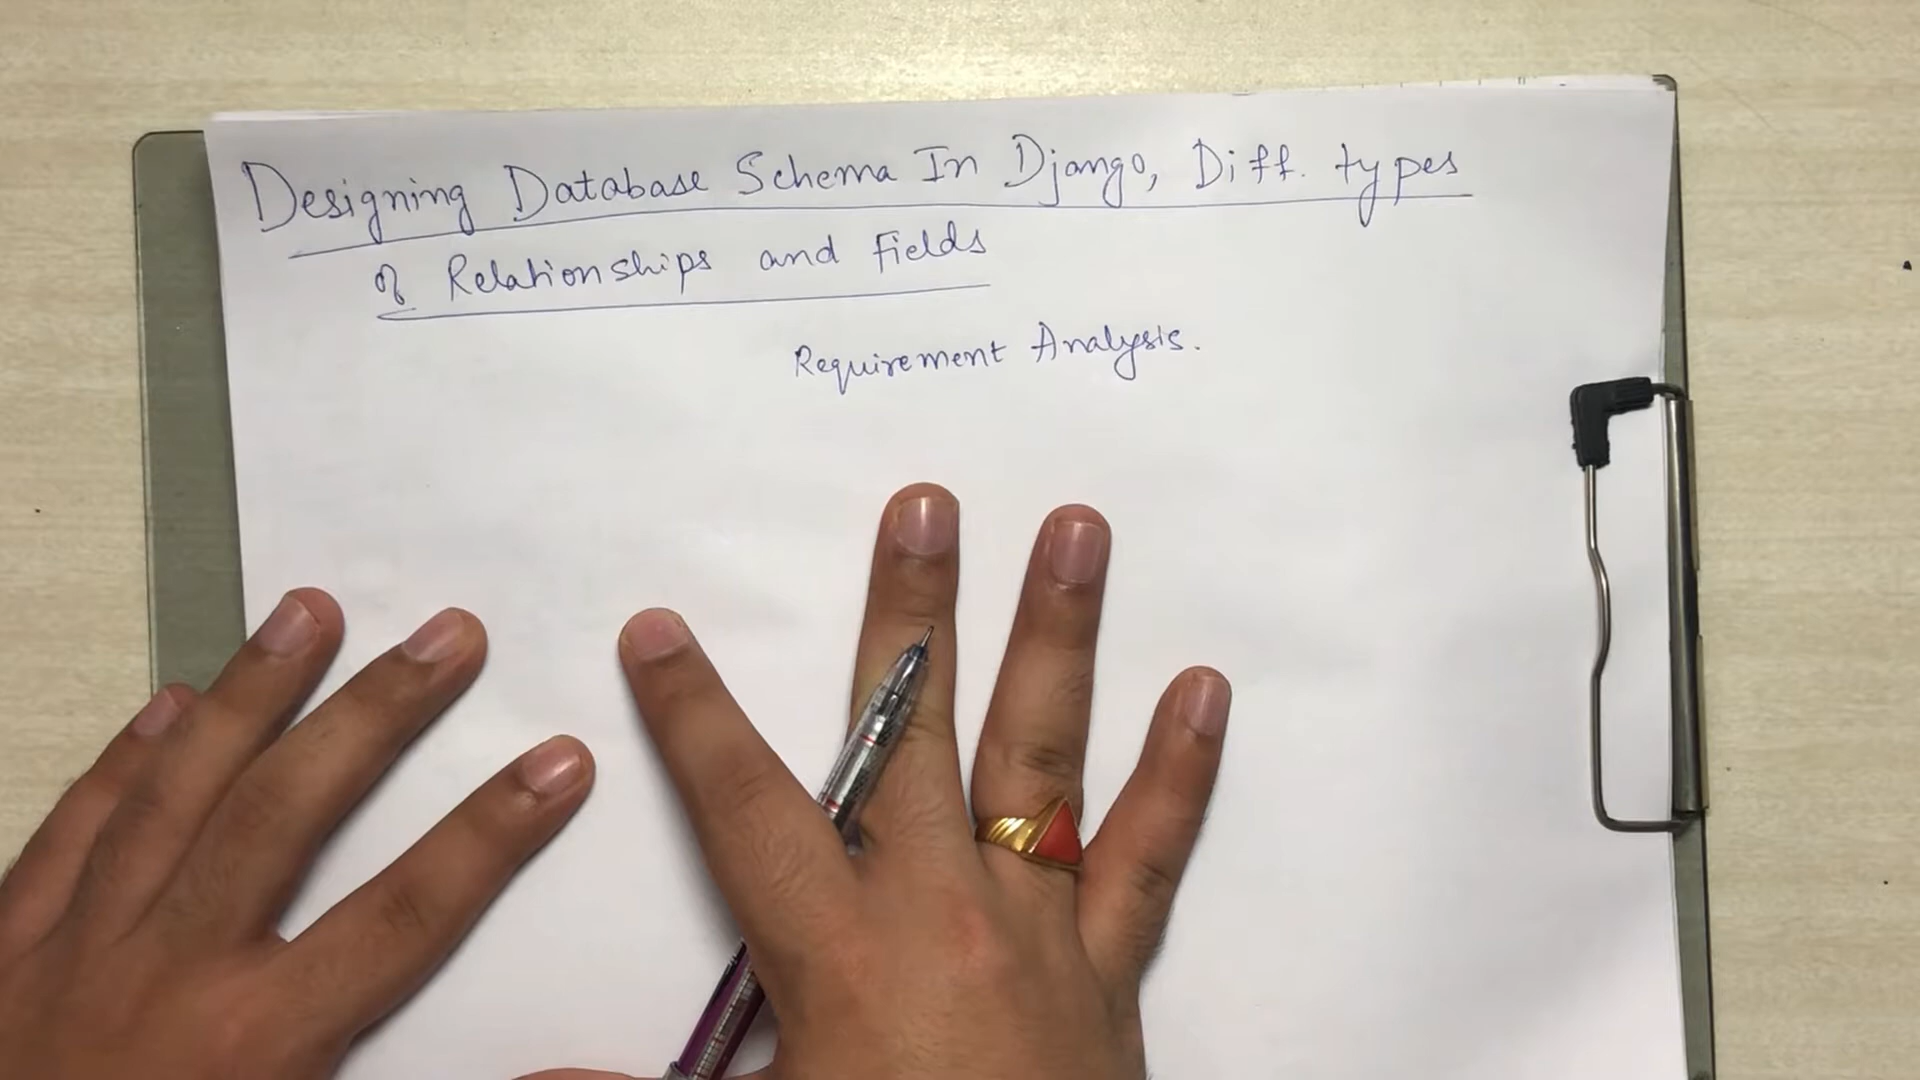 Designing Database Schema In Django, Diff. types
of Relationships and fields
Requirement Analysis.